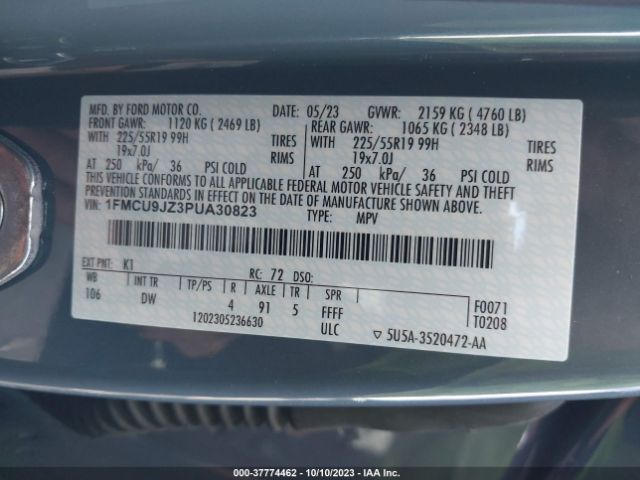 MFD. BY FORD MOTOR CO. DATE: 05/23 GVWR: 2159 KG ( 4760 LB)
FRONT GAWR: 1120 KG ( 2469 LB) REAR GAWR: 1065 KG ( 2348 LB)
WITH 225/55R19 99H TIRES WITH 225/55R19 99H TIRES
19x7.0J RIMS 19x7.0J RIMS
AT 250 kPa/ 36 PSI COLD AT 250 kPa/ 36 PSI COLD
THIS VEHICLE CONFORMS TO ALL APPLICABLE FEDERAL MOTOR VEHICLE SAFETY AND THEFT
PREVENTION STANDARDS IN EFFECT ON THE DATE OF MANUFACTURE SHOWN ABOVE.
VIN: 1FMCU9JZ3PUA30823 TYPE: MPV
EXT PNT: K1 RC: 72 DSO:
WB INT TR TP/PS R AXLE TR SPR F0071
106 DW 4 91 5 FFFF T0208
1202305236630 ULC ▽ 5U5A-3520472-AA
000-37774462 - 10/10/2023 - IAAI.COM